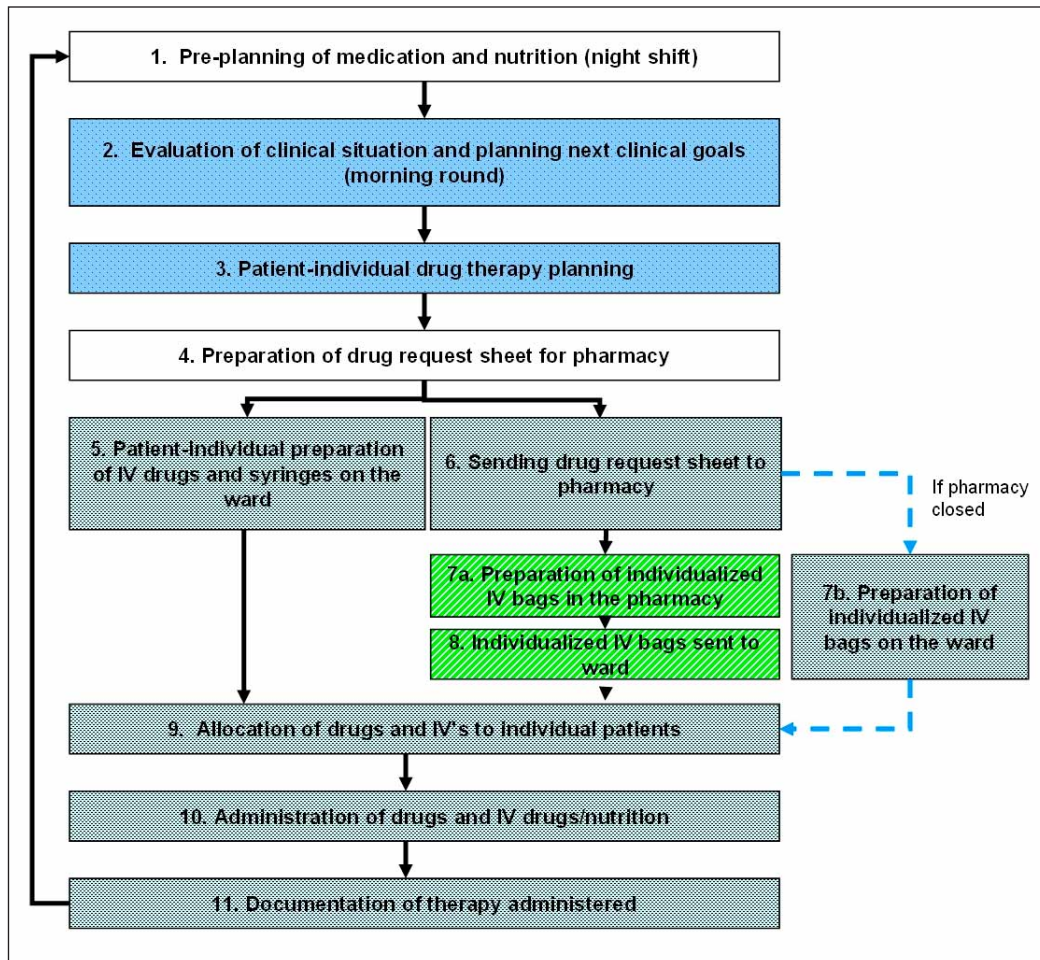 1. Pre-planning of medication and nutrition (night shift)
2. Evaluation of clinical situation and planning next clinical goals
(morning round)
3. Patient-individual drug therapy planning
4. Preparation of drug request sheet for pharmacy
5. Patient-individual preparation
of IV drugs and syringes on the
ward
6. Sending drug request sheet to
pharmacy
If pharmacy
closed
7a. Preparation of individualized
IV bags in the pharmacy
7b. Preparation of
individualized IV
bags on the ward
8. Individualized IV bags sent to
ward
9. Allocation of drugs and IV's to individual patients
10. Administration of drugs and IV drugs/nutrition
11. Documentation of therapy administered